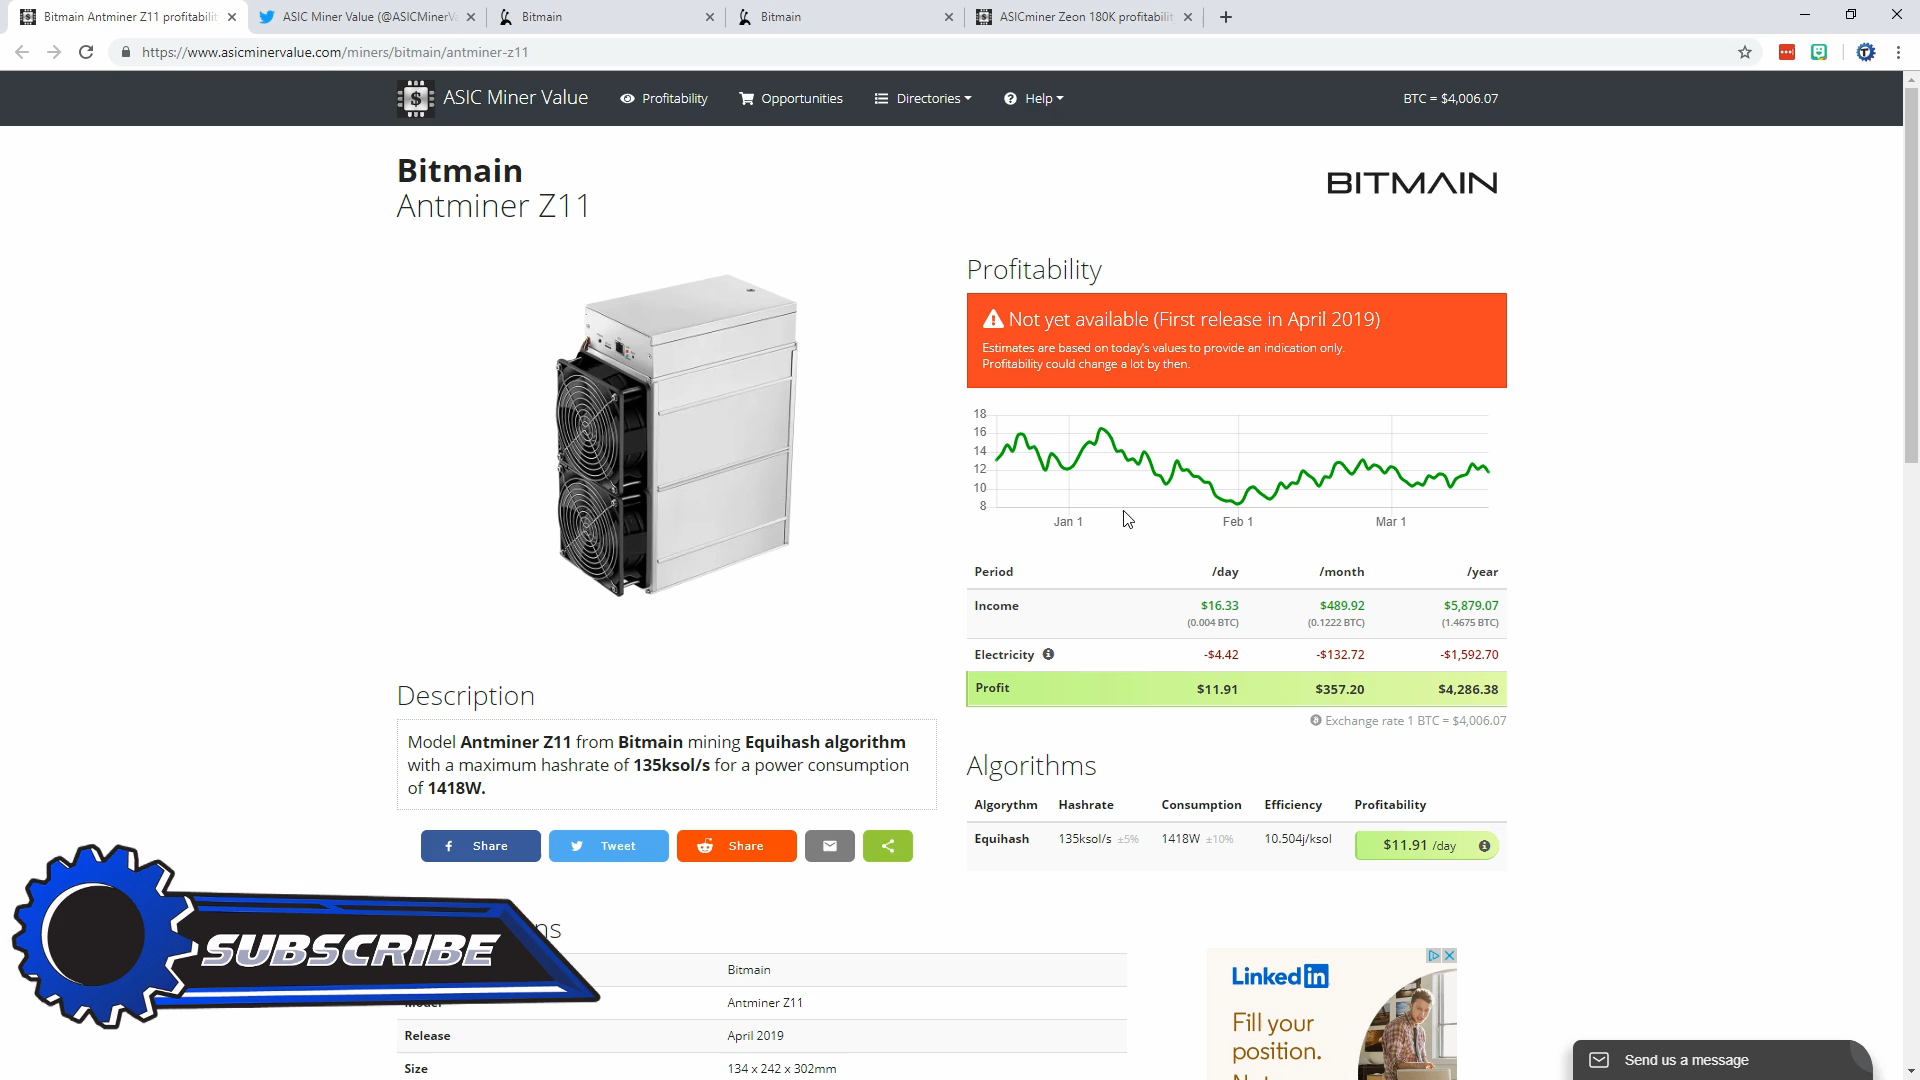 Bitmain Antminer Z11 profitabilit
ASIC Miner Value (@ASICMinerV
Bitmain
Bitmain
ASICminer Zeon 180K profitabilit
https://www.asicminervalue.com/miners/bitmain/antminer-z11
ASIC Miner Value
Profitability
Opportunities
Directories
Help
BTC = $4,006.07
Bitmain
Antminer Z11
BITMAIN
Profitability
Not yet available (First release in April 2019)
Estimates are based on today's values to provide an indication only.
Profitability could change a lot by then.
18
16
14
12
10
8
Jan 1
Feb 1
Mar 1
Period /day /month /year
Income $16.33 $489.92 $5,879.07
(0.004 BTC) (0.1222 BTC) (1.4675 BTC)
Electricity -$4.42 -$132.72 -$1,592.70
Profit $11.91 $357.20 $4,286.38
Exchange rate 1 BTC = $4,006.07
Description
Model Antminer Z11 from Bitmain mining Equihash algorithm
with a maximum hashrate of 135ksol/s for a power consumption
of 1418W.
Share
Tweet
Share
Algorithms
Algorythm Hashrate Consumption Efficiency Profitability
Equihash 135ksol/s ±5% 1418W ±10% 10.504j/ksol $11.91 /day
SUBSCRIBE
ns
Bitmain
Model Antminer Z11
Release April 2019
Size 134 x 242 x 302mm
Linked in
Fill your
position.
Send us a message